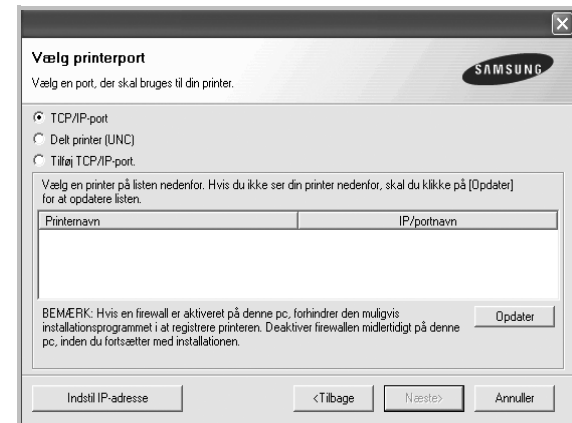 Vælg printerport
Vælg en port, der skal bruges til din printer.
SAMSUNG
TCP/IP-port
Delt printer (UNC)
Tilføj TCP/IP-port.
Vælg en printer på listen nedenfor. Hvis du ikke ser din printer nedenfor, skal du klikke på [Opdater]
for at opdatere listen.
Printernavn IP/portnavn
BEMÆRK: Hvis en firewall er aktiveret på denne pc, forhindrer den muligvis
installationsprogrammet i at registrere printeren. Deaktiver firewallen midlertidigt på denne
pc, inden du fortsætter med installationen.
Opdater
Indstil IP-adresse <Tilbage Næste> Annuller